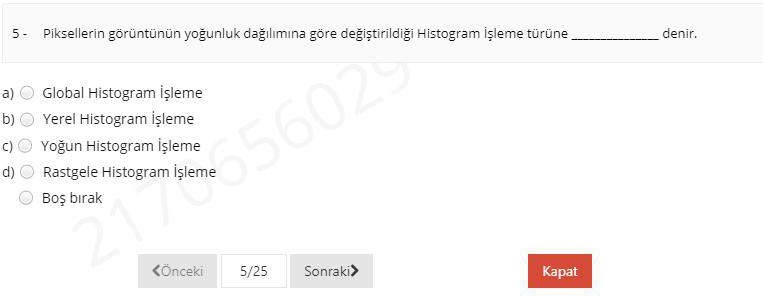 5 - Piksellerin görüntünün yoğunluk dağılımına göre değiştirildiği Histogram İşleme türüne _______________ denir.
a) Global Histogram İşleme
b) Yerel Histogram İşleme
c) Yoğun Histogram İşleme
d) Rastgele Histogram İşleme
Boş bırak
2170656029
Önceki 5/25 Sonraki Kapat